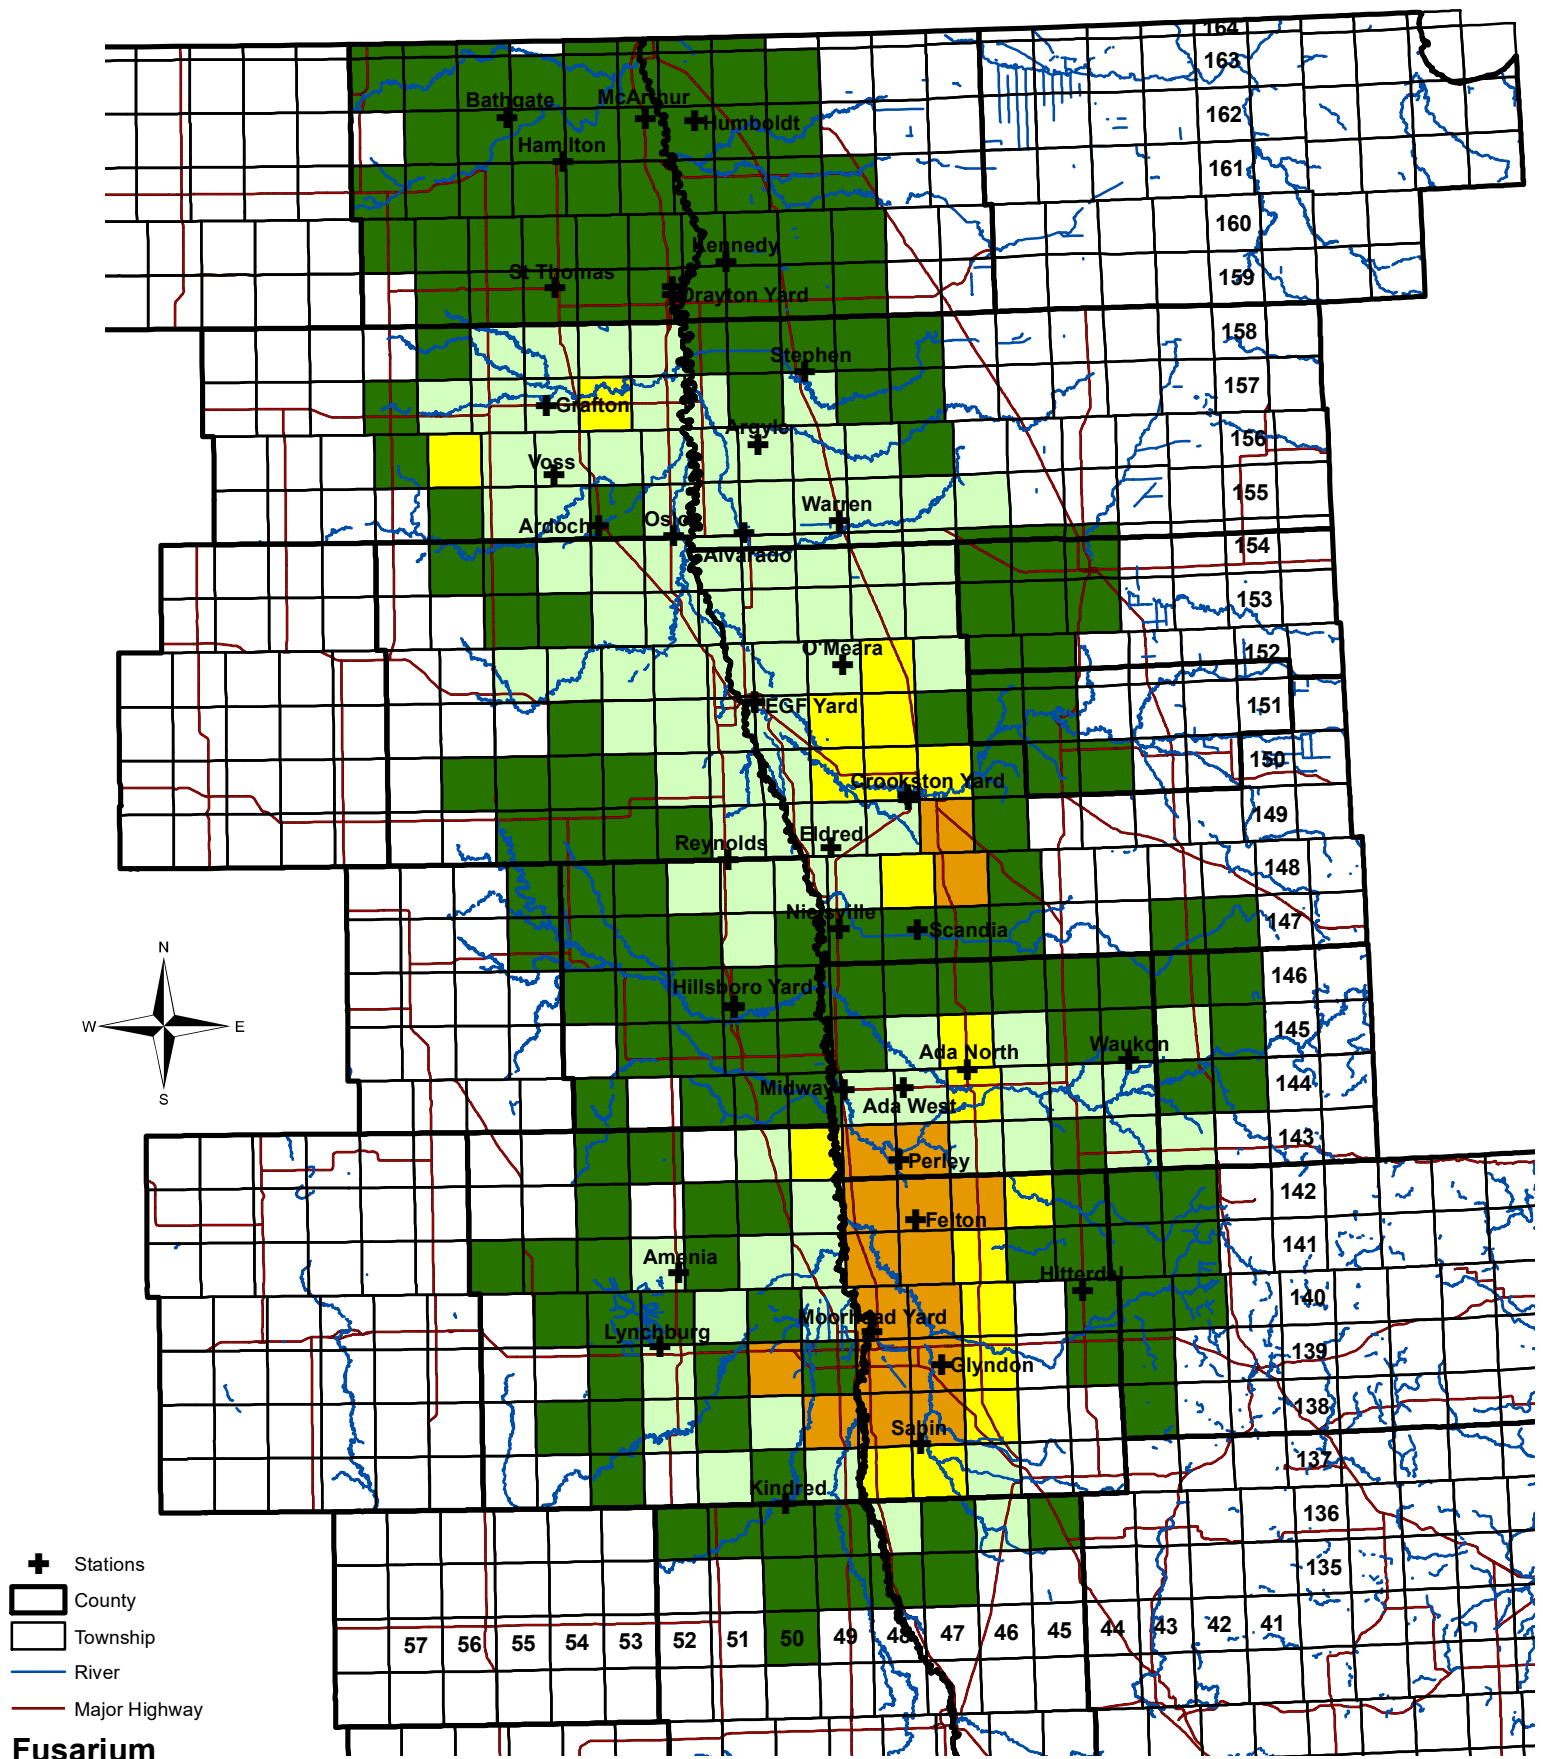 164
163
Bathgate
McArthur
162
Humboldt
Hamilton
161
160
Kennedy
St Thomas
159
Drayton Yard
158
Stephen
157
Grafton
Argyle
156
Voss
155
Warren
Ardoch
Oslo
154
Alvarado
153
O'Meara
152
EGF Yard
151
150
Crookston Yard
149
Reynolds
Eldred
148
Nielsville
147
Scandia
N
146
Hillsboro Yard
W
E
145
Ada North
Waukon
144
Midway
S
Ada West
143
Perley
142
Felton
141
Amenia
Hitterdal
140
Moorhead Yard
Lynchburg
139
Glyndon
138
Sabin
137
Kindred
136
Stations
135
County
57 56 55 54 53 52 51 50 49 48 47 46 45 44 43 42 41
Township
River
Major Highway
Fusarium